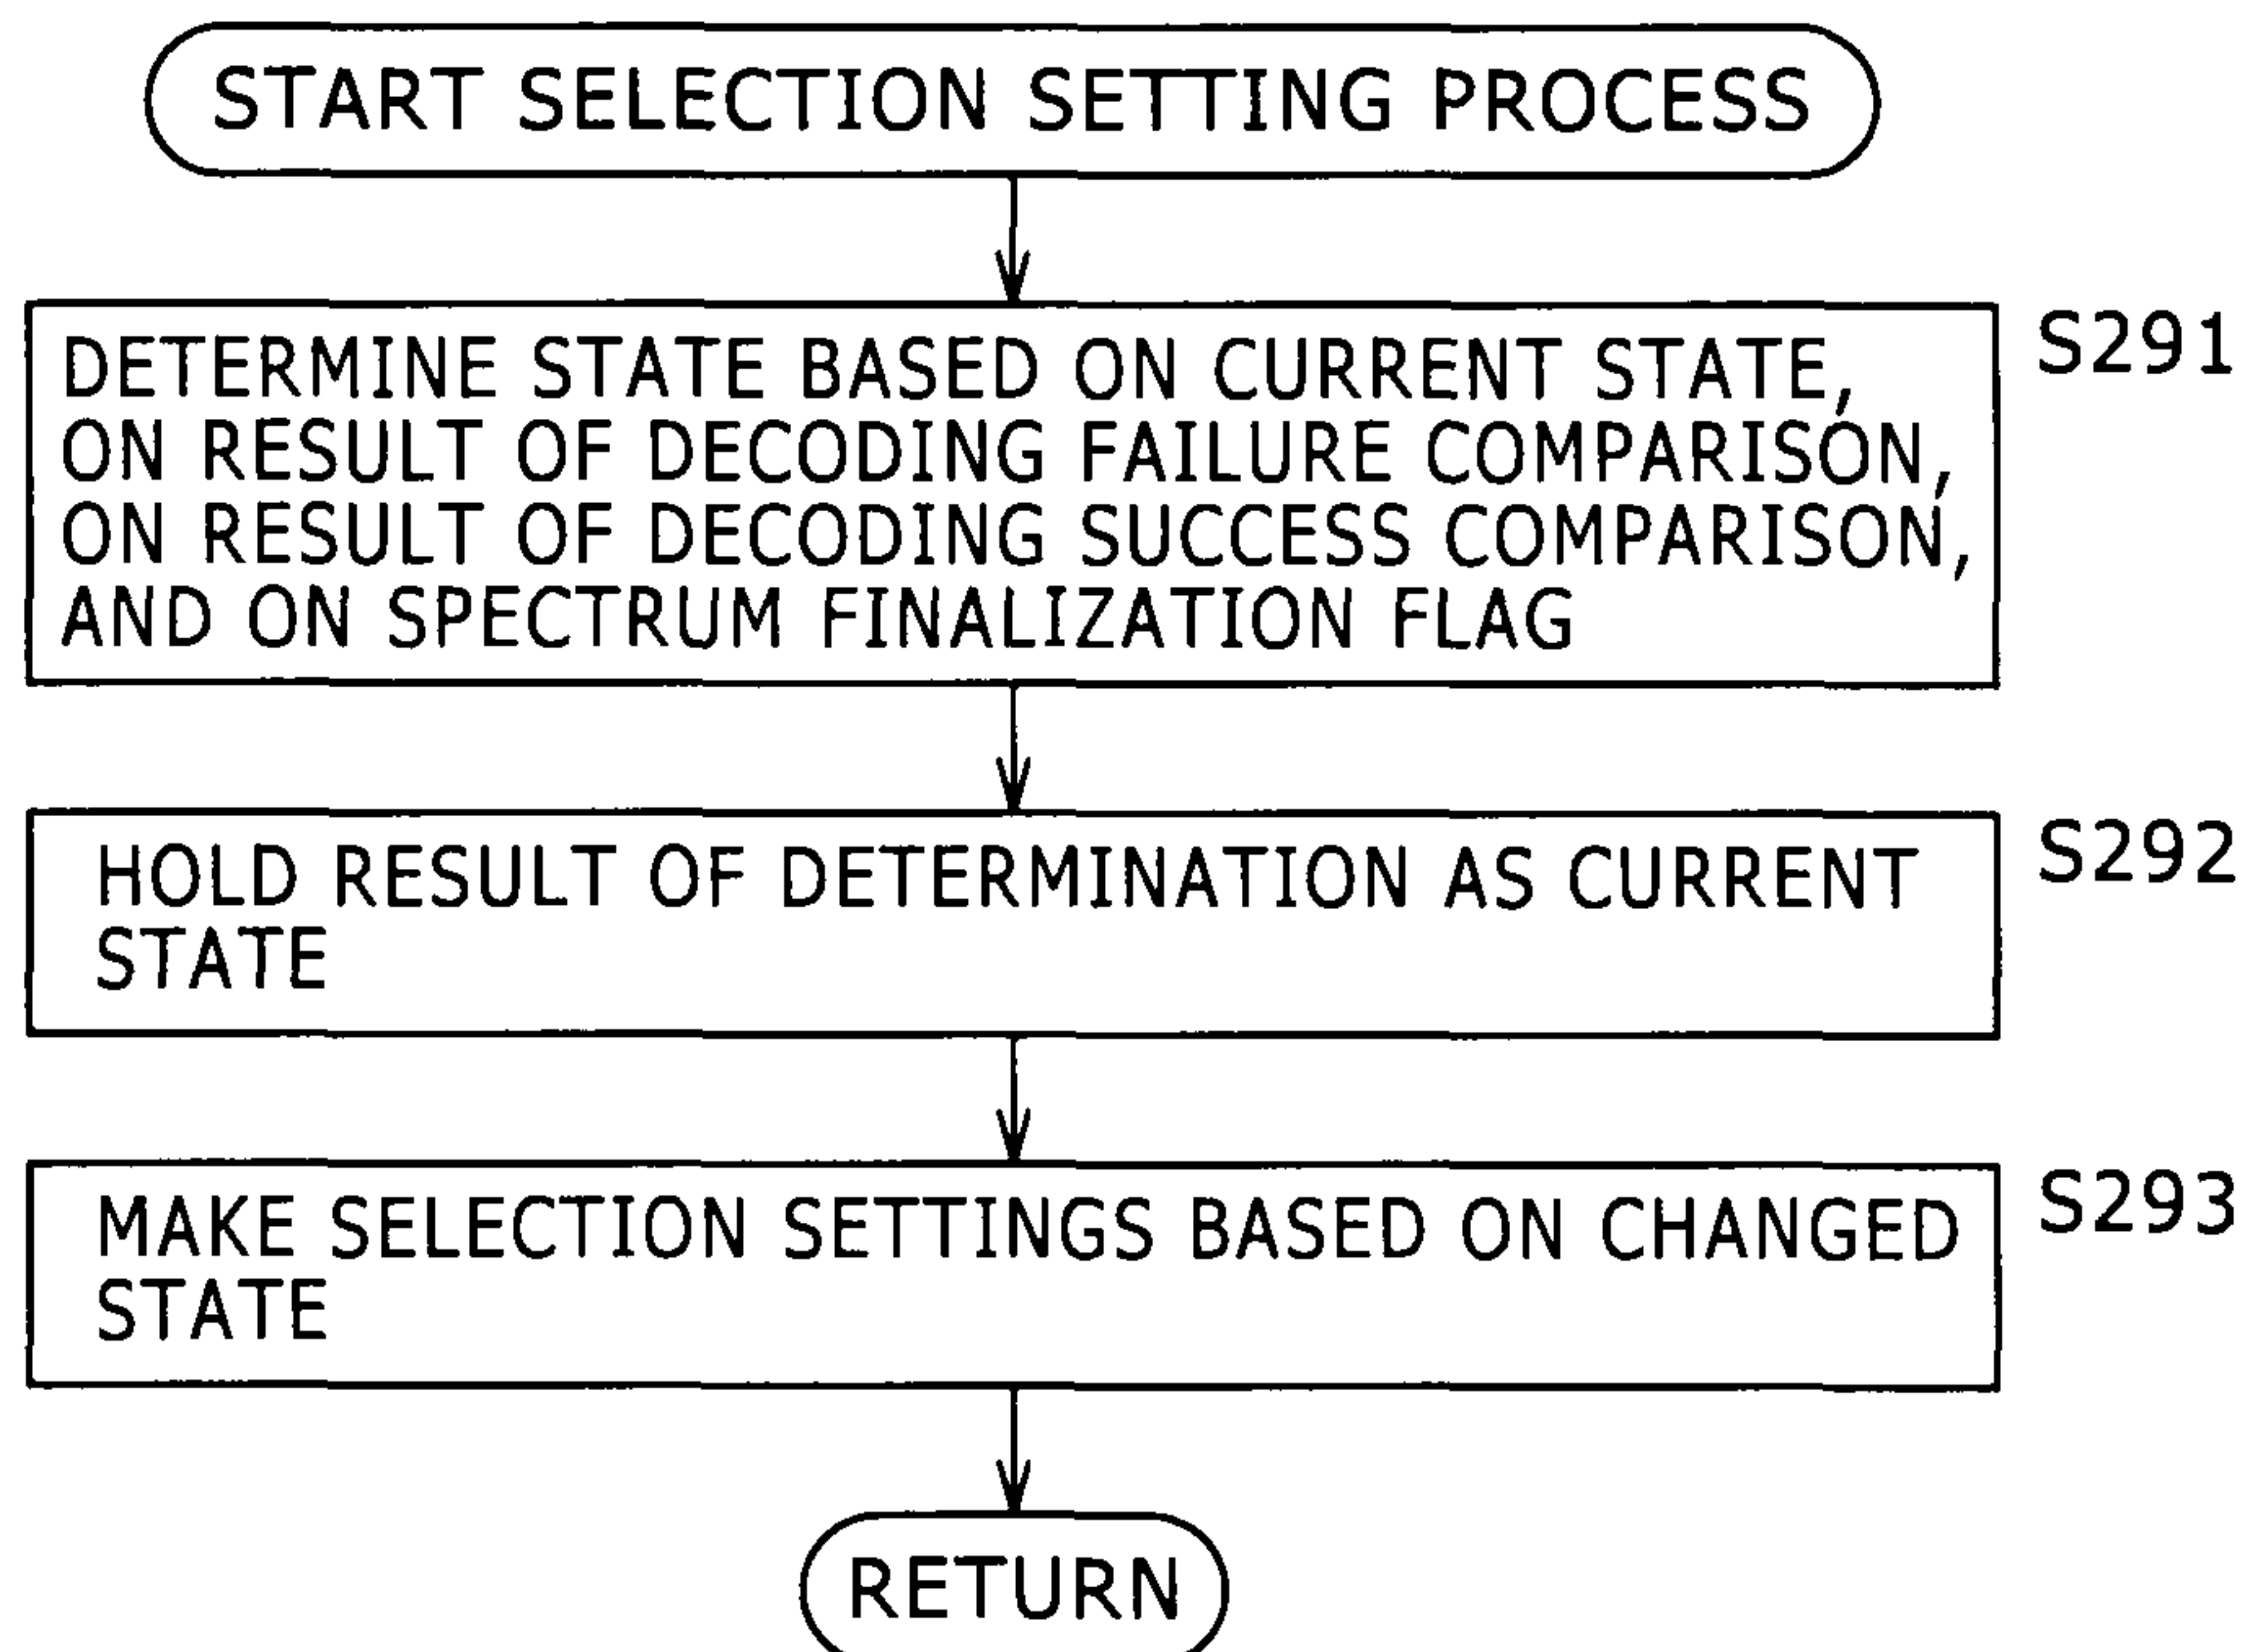 START SELECTION SETTING PROCESS
DETERMINE STATE BASED ON CURRENT STATE,
ON RESULT OF DECODING FAILURE COMPARISON,
ON RESULT OF DECODING SUCCESS COMPARISON,
AND ON SPECTRUM FINALIZATION FLAG
S291
HOLD RESULT OF DETERMINATION AS CURRENT
STATE
S292
MAKE SELECTION SETTINGS BASED ON CHANGED
STATE
S293
RETURN